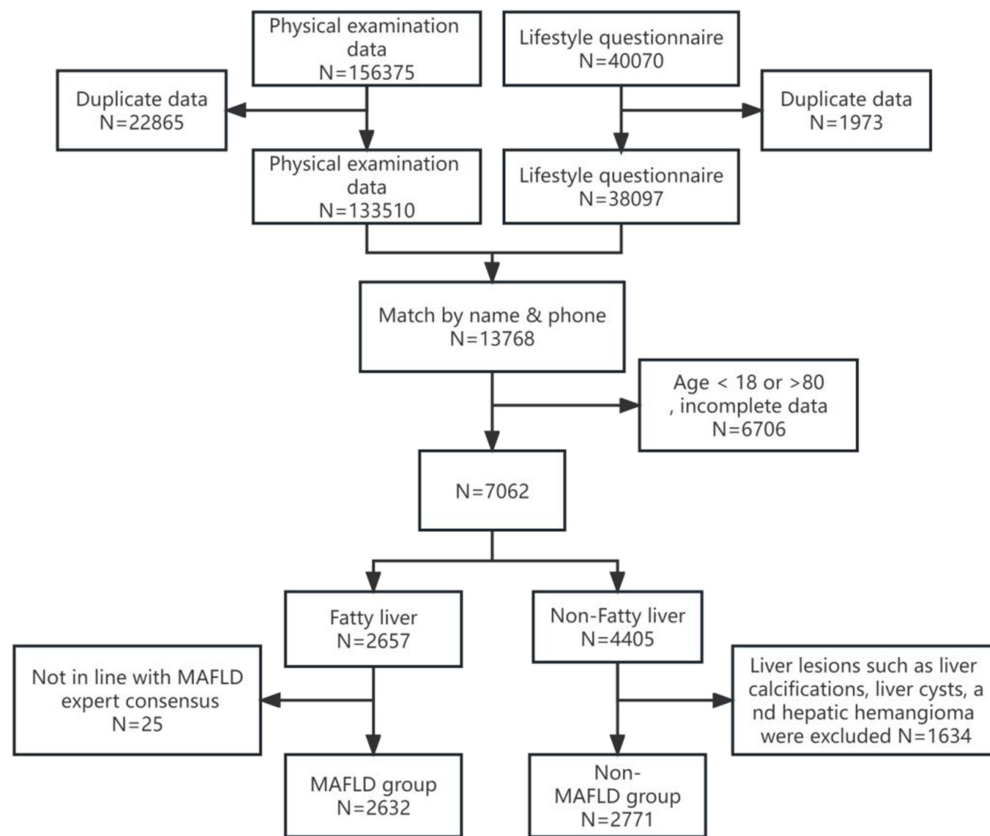 Physical examination
data
N=156375
Lifestyle questionnaire
N=40070
Duplicate data
N=22865
Duplicate data
N=1973
Physical examination
data
N=133510
Lifestyle questionnaire
N=38097
Match by name & phone
N=13768
Age < 18 or >80
, incomplete data
N=6706
N=7062
Fatty liver
N=2657
Non-Fatty liver
N=4405
Not in line with MAFLD
expert consensus
N=25
Liver lesions such as liver
calcifications, liver cysts, a
nd hepatic hemangioma
were excluded N=1634
MAFLD group
N=2632
Non-
MAFLD group
N=2771